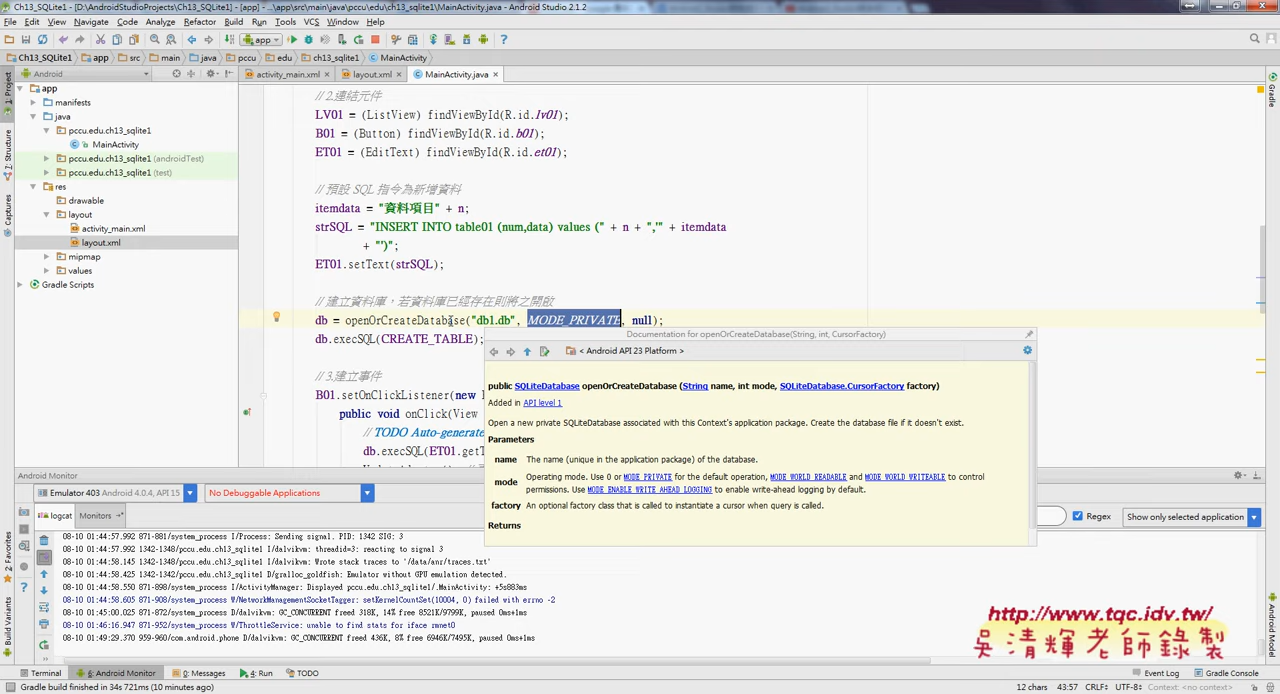 Ch13_SQLite1 - [D:\AndroidStudioProjects\Ch13_SQLite1] - [app] - ...\app\src\main\java\pccu\edu\ch13_sqlite1\MainActivity.java - Android Studio 2.1.2
File Edit View Navigate Code Analyze Refactor Build Run Tools VCS Window Help
app
Ch13_SQLite1 app src main java pccu edu ch13_sqlite1 MainActivity
Android
activity_main.xml layout.xml MainActivity.java
1: Project
Structure
Captures
2: Favorites
Build Variants
app
manifests
java
pccu.edu.ch13_sqlite1
MainActivity
pccu.edu.ch13_sqlite1 (androidTest)
pccu.edu.ch13_sqlite1 (test)
res
drawable
layout
activity_main.xml
layout.xml
mipmap
values
Gradle Scripts
// 2.連結元件
LV01 = (ListView) findViewById(R.id.lv01);
B01 = (Button) findViewById(R.id.b01);
ET01 = (EditText) findViewById(R.id.et01);
// 預設 SQL 指令為新增資料
itemdata = "資料項目" + n;
strSQL = "INSERT INTO table01 (num,data) values (" + n + ",'" + itemdata
+ "')";
ET01.setText(strSQL);
// 建立資料庫，若資料庫已經存在則將之開啟
db = openOrCreateDatabase("db1.db", MODE_PRIVATE, null);
db.execSQL(CREATE_TABLE);
// 3.建立事件
B01.setOnClickListener(new
public void onClick(View
// TODO Auto-generate
db.execSQL(ET01.getT
Documentation for openOrCreateDatabase(String, int, CursorFactory)
< Android API 23 Platform >
public SQLiteDatabase openOrCreateDatabase (String name, int mode, SQLiteDatabase.CursorFactory factory)
Added in API level 1
Open a new private SQLiteDatabase associated with this Context's application package. Create the database file if it doesn't exist.
Parameters
name The name (unique in the application package) of the database.
mode Operating mode. Use 0 or MODE_PRIVATE for the default operation, MODE_WORLD_READABLE and MODE_WORLD_WRITEABLE to control
permissions. Use MODE_ENABLE_WRITE_AHEAD_LOGGING to enable write-ahead logging by default.
factory An optional factory class that is called to instantiate a cursor when query is called.
Returns
Gradle
Android Model
Android Monitor
Emulator 403 Android 4.0.4, API 15 No Debuggable Applications
logcat Monitors Regex Show only selected application
08-10 01:44:57.992 881-881/system_process I/Process: Sending signal. PID: 1342 SIG: 3
08-10 01:44:57.992 1342-1348/pccu.edu.ch13_sqlite1 I/dalvikvm: threadid=3: reacting to signal 3
08-10 01:44:58.145 1342-1348/pccu.edu.ch13_sqlite1 I/dalvikvm: Wrote stack traces to '/data/anr/traces.txt'
08-10 01:44:58.425 1342-1342/pccu.edu.ch13_sqlite1 D/gralloc_goldfish: Emulator without GPU emulation detected.
08-10 01:44:58.550 871-898/system_process I/ActivityManager: Displayed pccu.edu.ch13_sqlite1/.MainActivity: +5s883ms
08-10 01:44:58.605 871-908/system_process W/NetworkManagementSocketTagger: setKernelCountSet(10004, 0) failed with errno -2
08-10 01:45:00.025 871-872/system_process D/dalvikvm: GC_CONCURRENT freed 318K, 14% free 8521K/9799K, paused 0ms+1ms
08-10 01:46:16.947 871-952/system_process W/ThrottleService: unable to find stats for iface rmnet0
08-10 01:49:29.370 959-960/com.android.phone D/dalvikvm: GC_CONCURRENT freed 436K, 8% free 6946K/7495K, paused 0ms+1ms
http://www.tqc.idv.tw/
吳清輝老師錄製
Terminal 6: Android Monitor 0: Messages 4: Run TODO Event Log Gradle Console
Gradle build finished in 34s 721ms (10 minutes ago) 12 chars 43:57 CRLF UTF-8 Context: <no context>